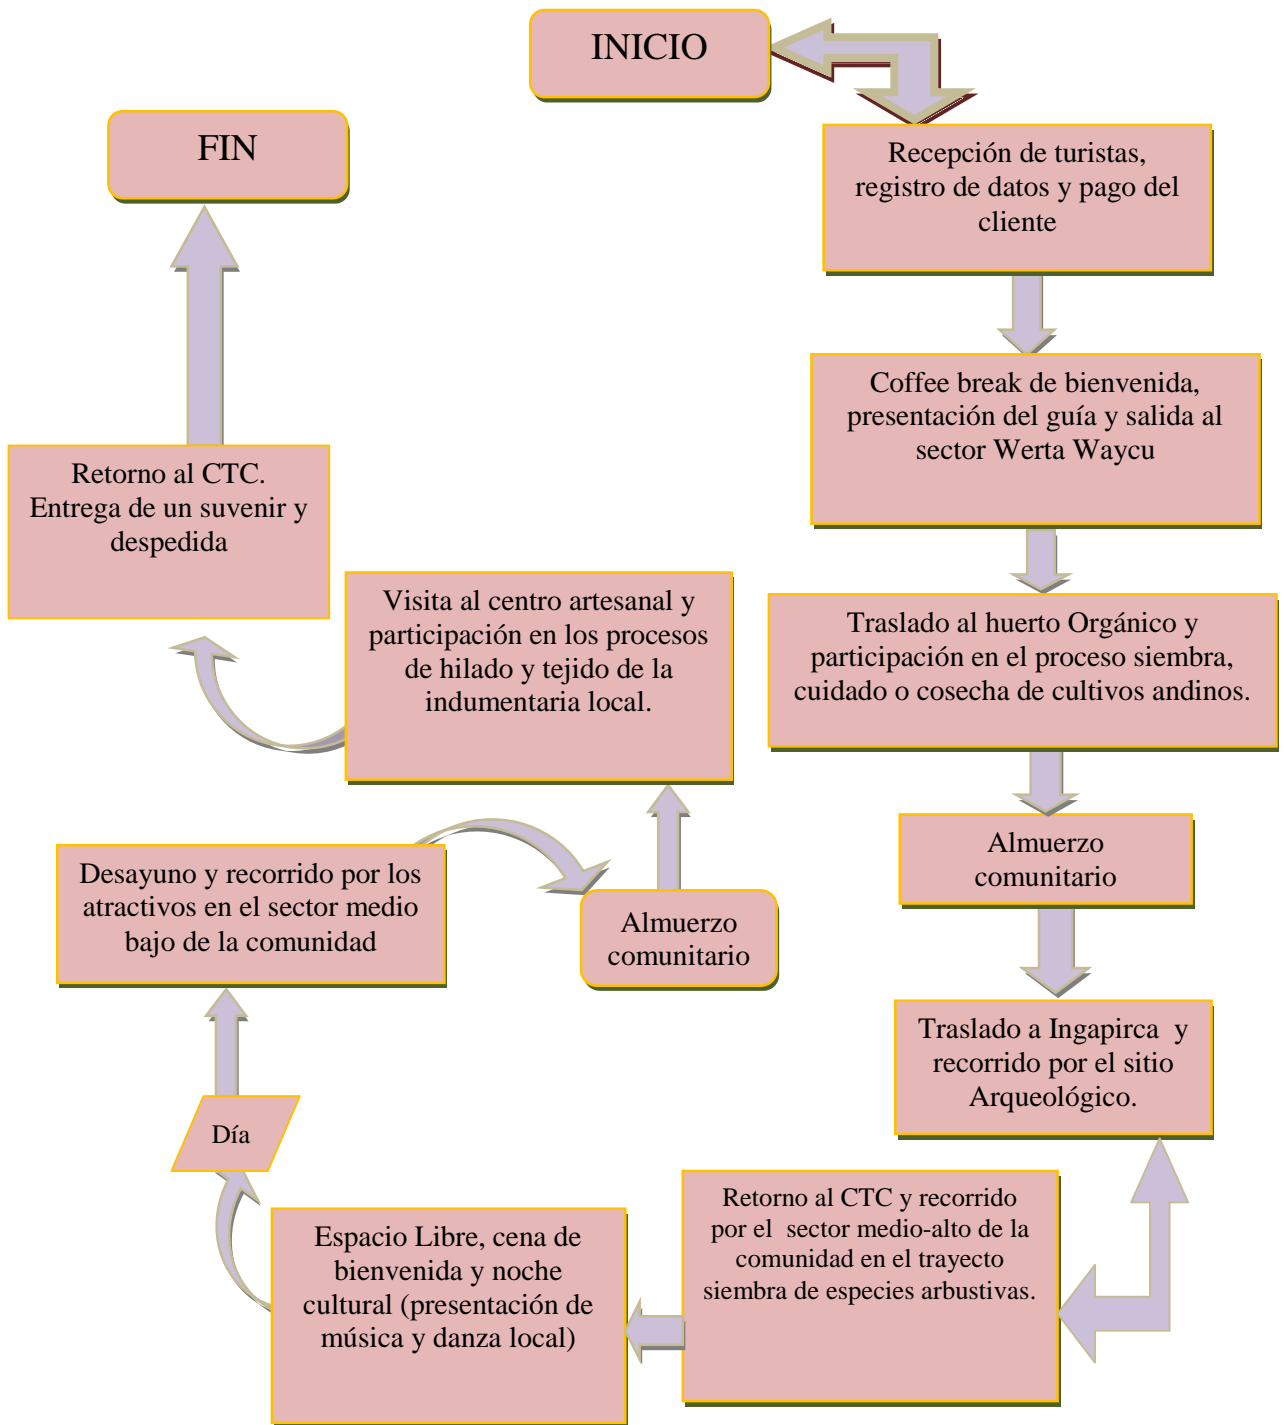 INICIO
Recepción de turistas,
registro de datos y pago del
cliente
Coffee break de bienvenida,
presentación del guía y salida al
sector Werta Waycu
Traslado al huerto Orgánico y
participación en el proceso siembra,
cuidado o cosecha de cultivos andinos.
Almuerzo
comunitario
Traslado a Ingapirca y
recorrido por el sitio
Arqueológico.
Retorno al CTC y recorrido
por el sector medio-alto de la
comunidad en el trayecto
siembra de especies arbustivas.
Espacio Libre, cena de
bienvenida y noche
cultural (presentación de
música y danza local)
Día
Desayuno y recorrido por los
atractivos en el sector medio
bajo de la comunidad
Almuerzo
comunitario
Visita al centro artesanal y
participación en los procesos
de hilado y tejido de la
indumentaria local.
Retorno al CTC.
Entrega de un suvenir y
despedida
FIN